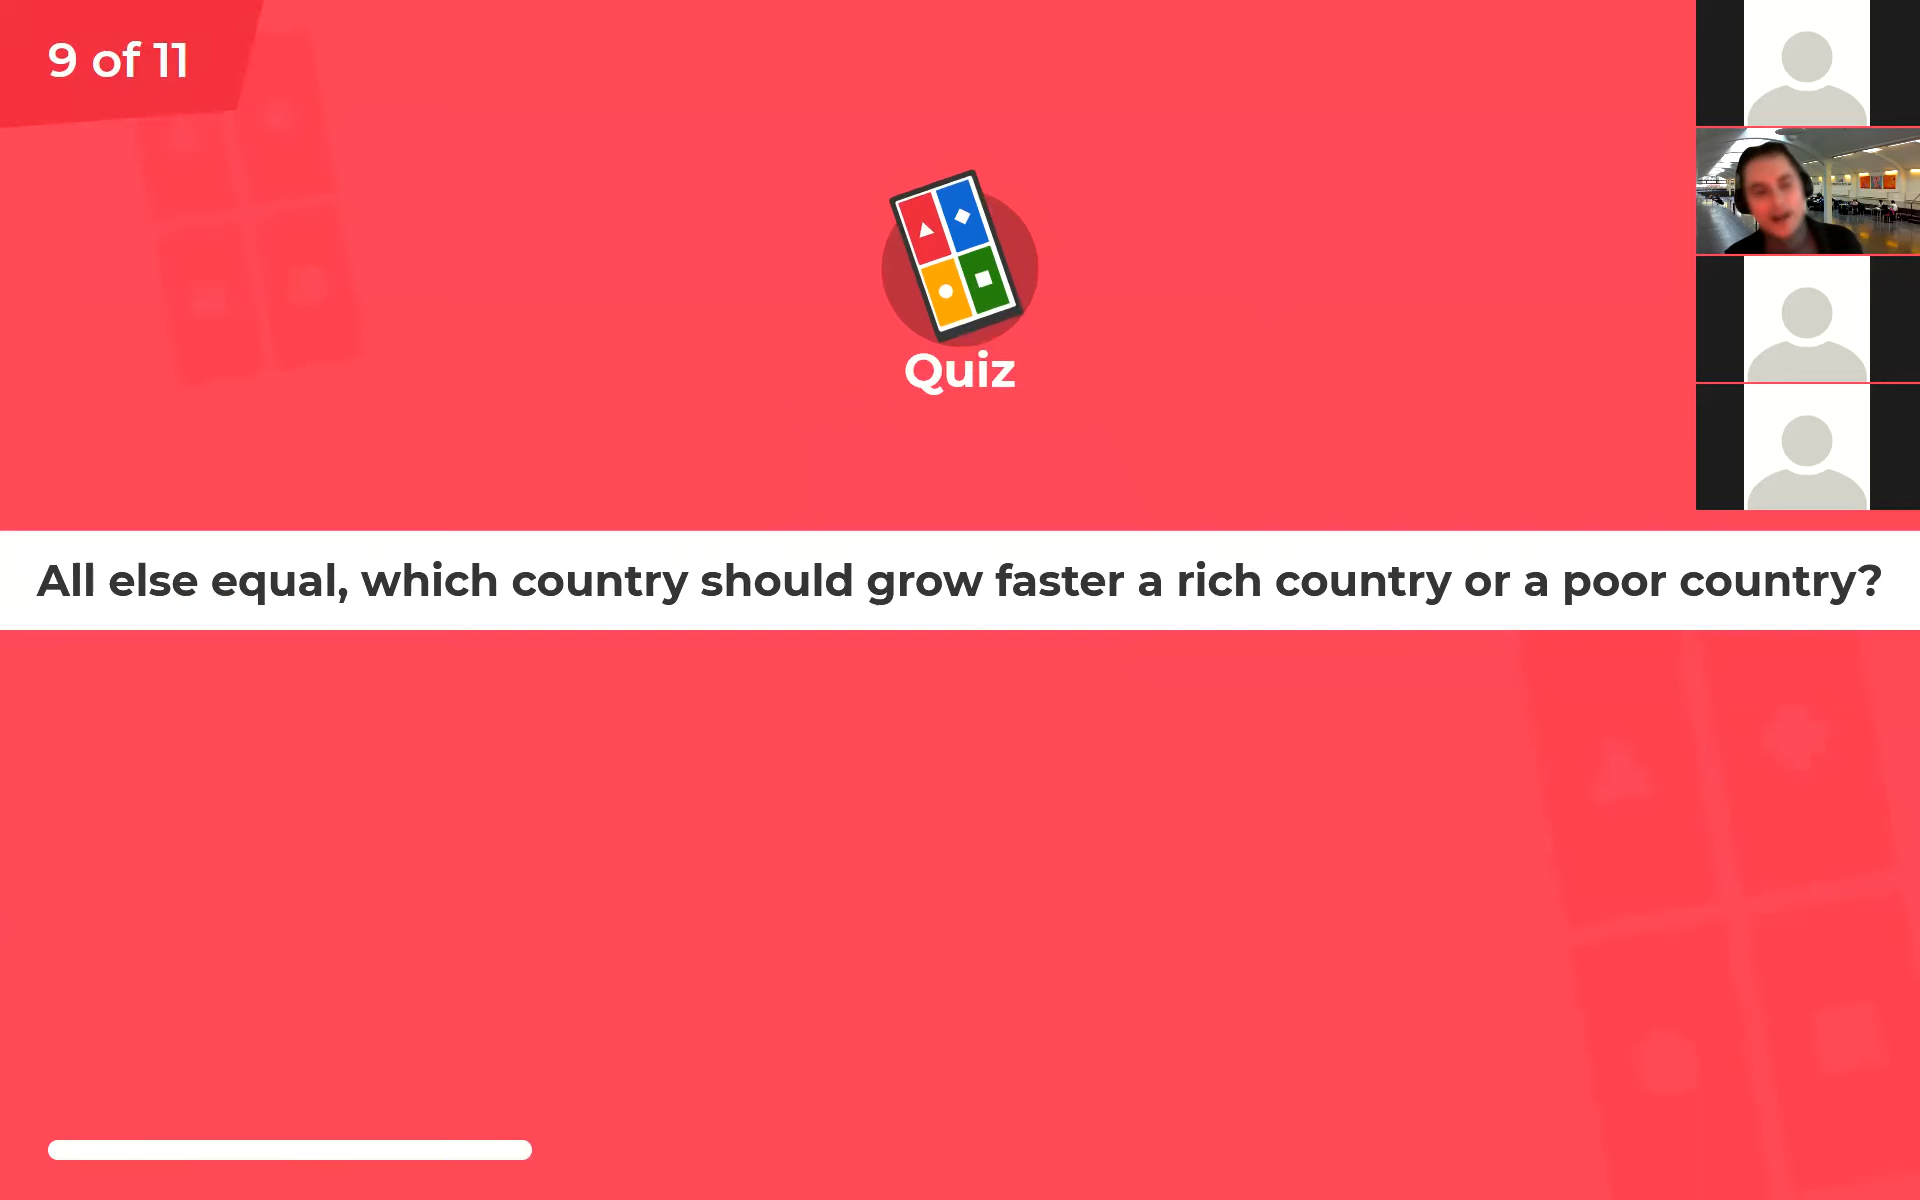 9 of 11
Quiz
All else equal, which country should grow faster a rich country or a poor country?